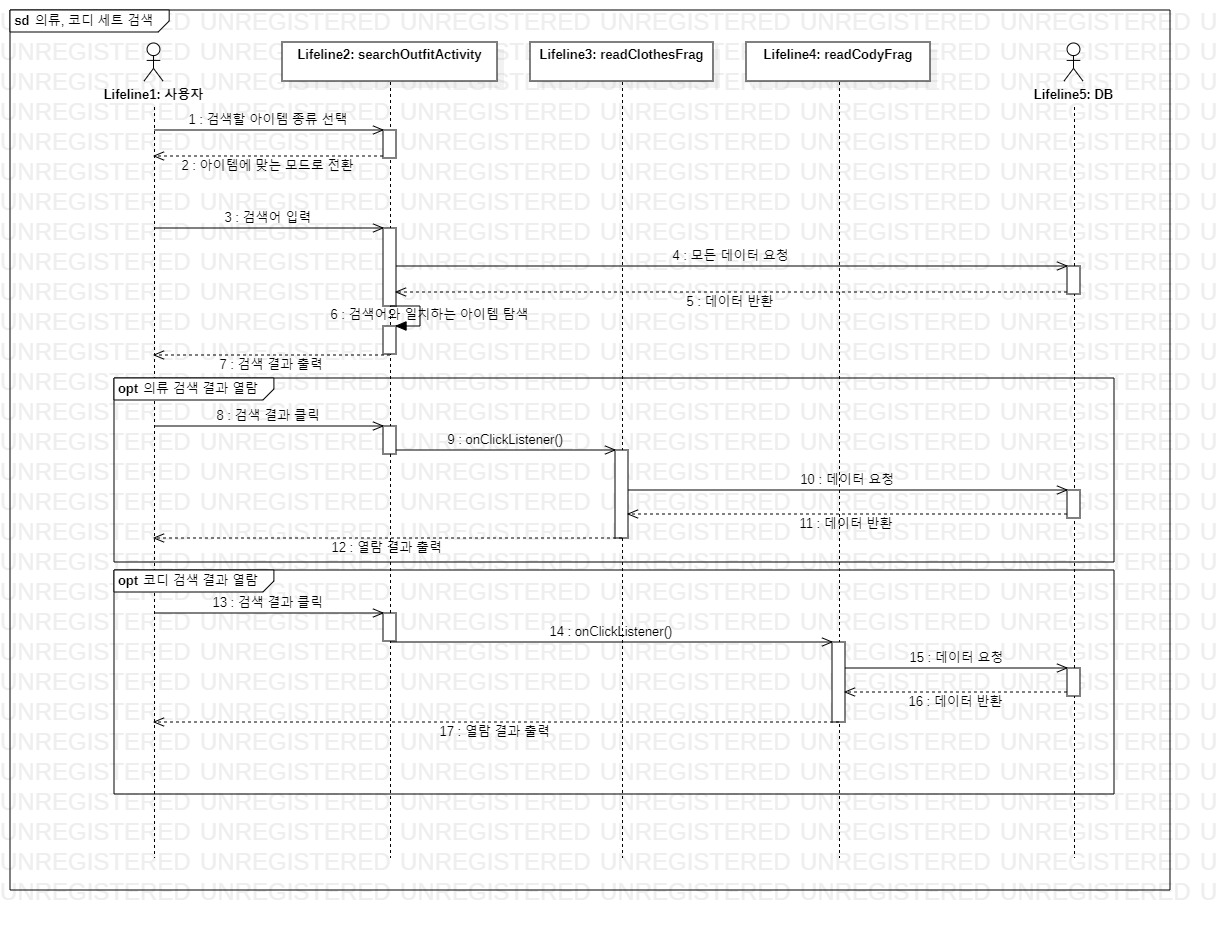 sd 의류, 코디 세트 검색
Lifeline1: 사용자
Lifeline2: searchOutfitActivity
Lifeline3: readClothesFrag
Lifeline4: readCodyFrag
Lifeline5: DB
1 : 검색할 아이템 종류 선택
2 : 아이템에 맞는 모드로 전환
3 : 검색어 입력
4 : 모든 데이터 요청
5 : 데이터 반환
6 : 검색어와 일치하는 아이템 탐색
7 : 검색 결과 출력
opt 의류 검색 결과 열람
8 : 검색 결과 클릭
9 : onClickListener()
10 : 데이터 요청
11 : 데이터 반환
12 : 열람 결과 출력
opt 코디 검색 결과 열람
13 : 검색 결과 클릭
14 : onClickListener()
15 : 데이터 요청
16 : 데이터 반환
17 : 열람 결과 출력
UNREGISTERED